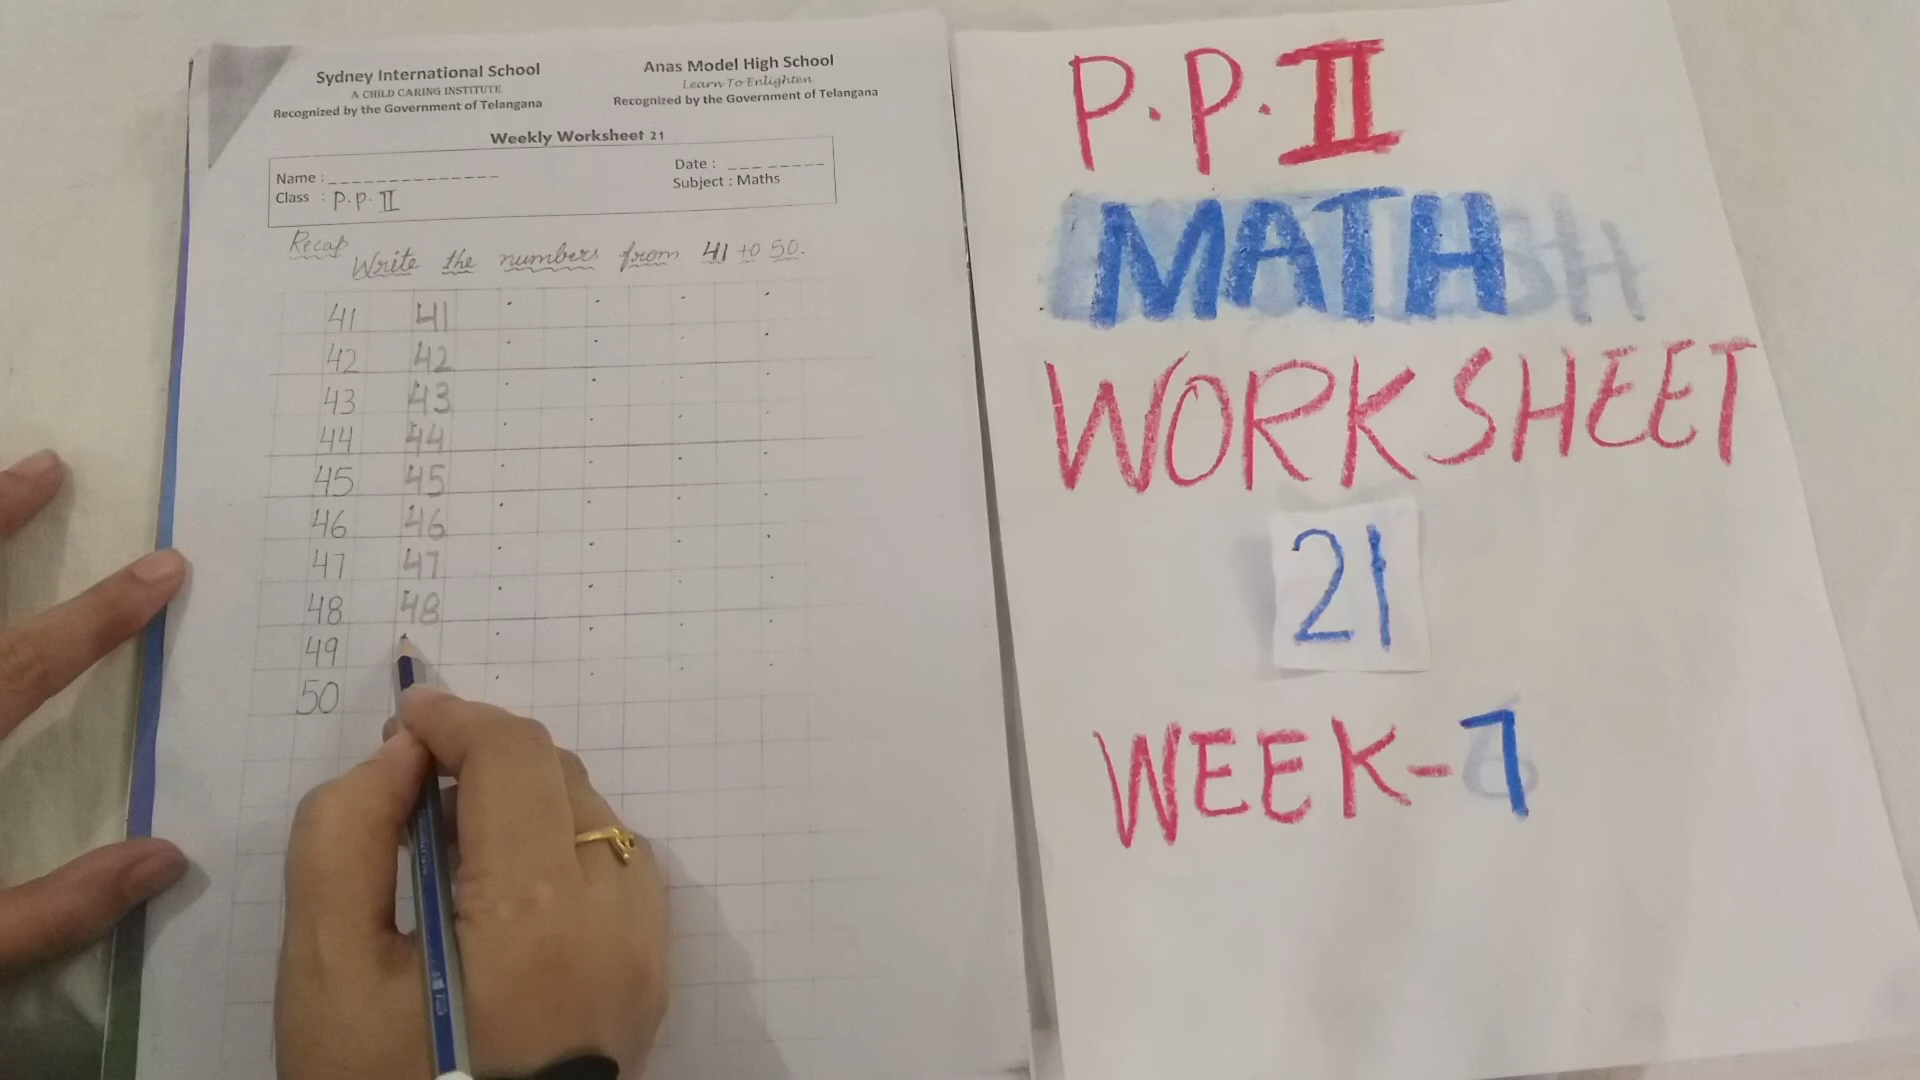 Sydney International School
A CHILD CARING INSTITUTE
Recognized by the Government of Telangana
Anas Model High School
Learn To Enlighten
Recognized by the Government of Telangana
Weekly Worksheet 21
Name : _ _ _ _ _ _ _ _ _ _ _ _ _ _
Date : _ _ _ _ _ _ _ _
Class : P.P.II
Subject : Maths
Recap
Write the numbers from 41 to 50.
41 41
42 42
43 43
44 44
45 45
46 46
47 47
48 48
49
50
P.P.II
MATH
WORKSHEET
21
WEEK-7